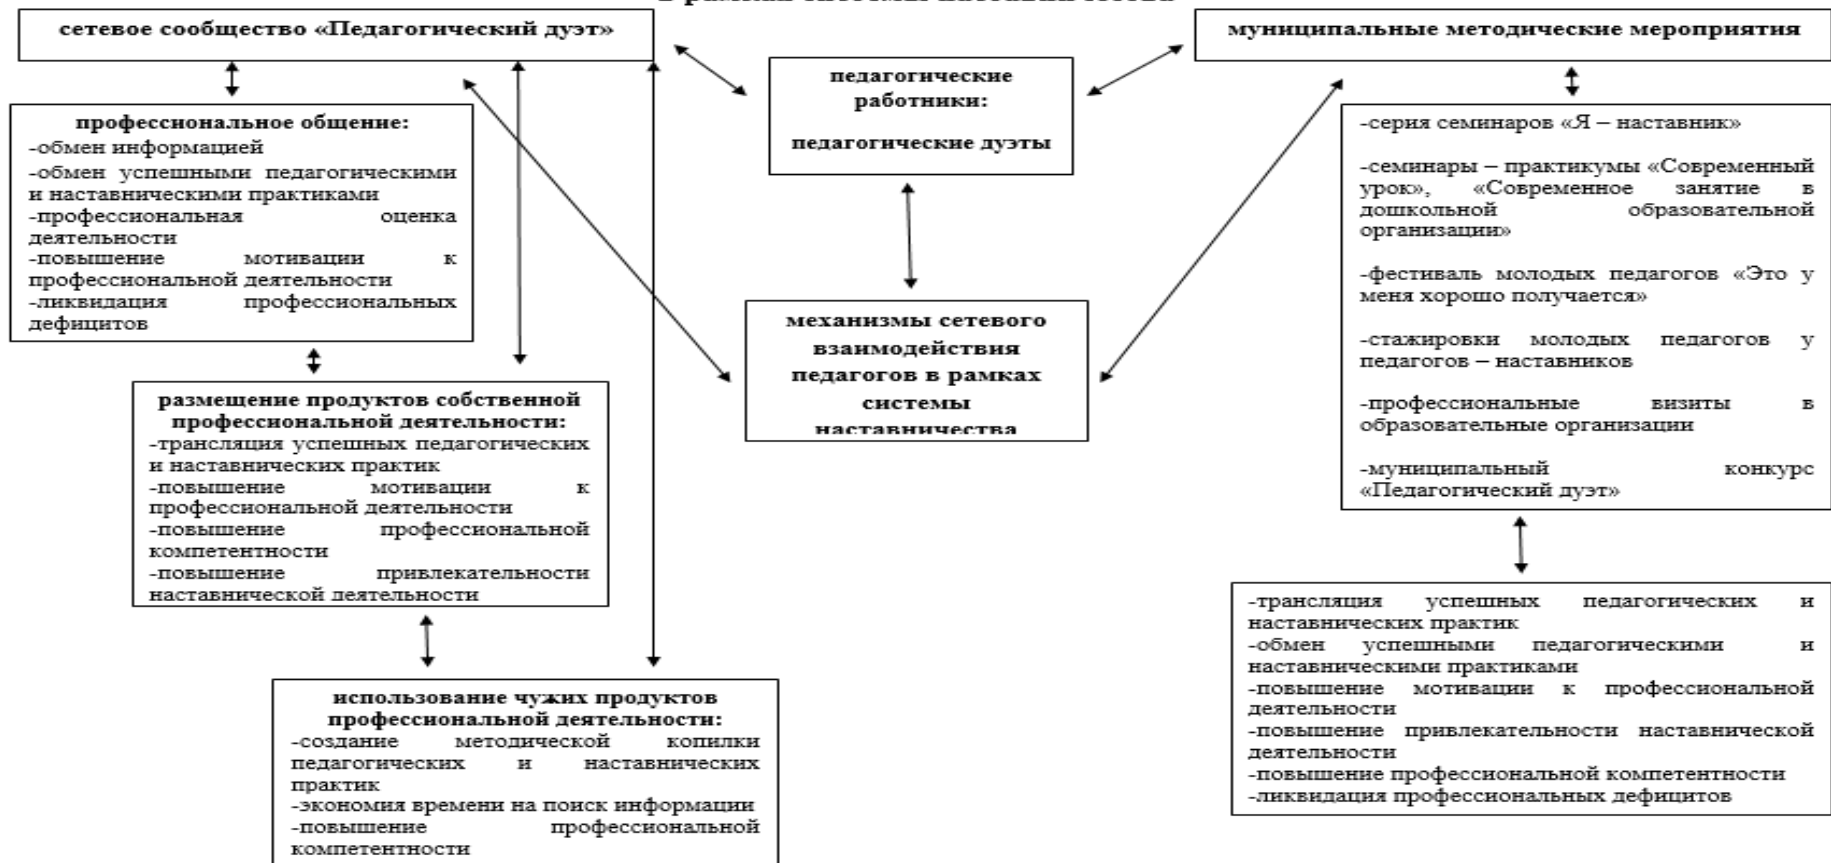 в рамках системы наставничества
сетевое сообщество «Педагогический дуэт»
муниципальные методические мероприятия
педагогические
работники:
педагогические дуэты
профессиональное общение:
-обмен информацией
-обмен успешными педагогическими
и наставническими практиками
-профессиональная оценка
деятельности
-повышение мотивации к
профессиональной деятельности
-ликвидация профессиональных
дефицитов
-серия семинаров «Я – наставник»
-семинары – практикумы «Современный
урок», «Современное занятие в
дошкольной образовательной
организации»
-фестиваль молодых педагогов «Это у
меня хорошо получается»
-стажировки молодых педагогов у
педагогов – наставников
-профессиональные визиты в
образовательные организации
-муниципальный конкурс
«Педагогический дуэт»
механизмы сетевого
взаимодействия
педагогов в рамках
системы
наставничества
размещение продуктов собственной
профессиональной деятельности:
-трансляция успешных педагогических
и наставнических практик
-повышение мотивации к
профессиональной деятельности
-повышение профессиональной
компетентности
-повышение привлекательности
наставнической деятельности
-трансляция успешных педагогических и
наставнических практик
-обмен успешными педагогическими и
наставническими практиками
-повышение мотивации к профессиональной
деятельности
-повышение привлекательности наставнической
деятельности
-повышение профессиональной компетентности
-ликвидация профессиональных дефицитов
использование чужих продуктов
профессиональной деятельности:
-создание методической копилки
педагогических и наставнических
практик
-экономия времени на поиск информации
-повышение профессиональной
компетентности